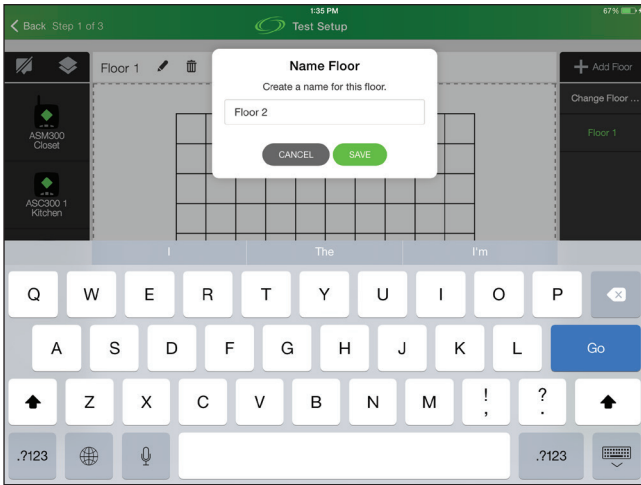 1:35 PM
67%
Back Step 1 of 3
Test Setup
Floor 1
Name Floor
Create a name for this floor.
Floor 2
CANCEL
SAVE
Add Floor
Change Floor ...
Floor 1
ASM300
Closet
ASC300 1
Kitchen
I The I'm
Q W E R T Y U I O P
A S D F G H J K L Go
Z X C V B N M ! , ? .
.?123 .?123